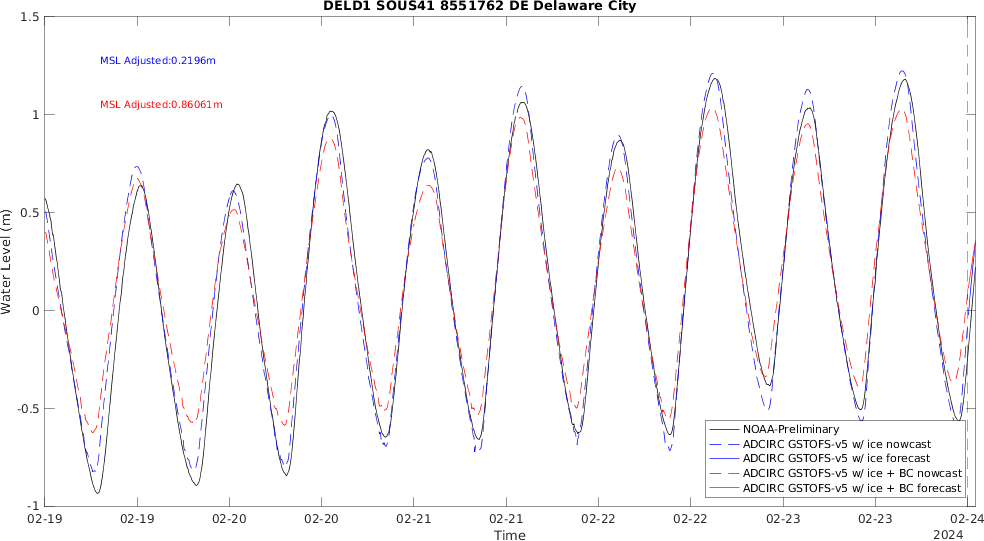 DELD1 SOUS41 8551762 DE Delaware City
1.5
MSL Adjusted:0.2196m
MSL Adjusted:0.86061m
1
0.5
0
-0.5
-1
Water Level (m)
NOAA-Preliminary
ADCIRC GSTOFS-v5 w/ ice nowcast
ADCIRC GSTOFS-v5 w/ ice forecast
ADCIRC GSTOFS-v5 w/ ice + BC nowcast
ADCIRC GSTOFS-v5 w/ ice + BC forecast
02-19 02-19 02-20 02-20 02-21 02-21 02-22 02-22 02-23 02-23 02-24
Time
2024